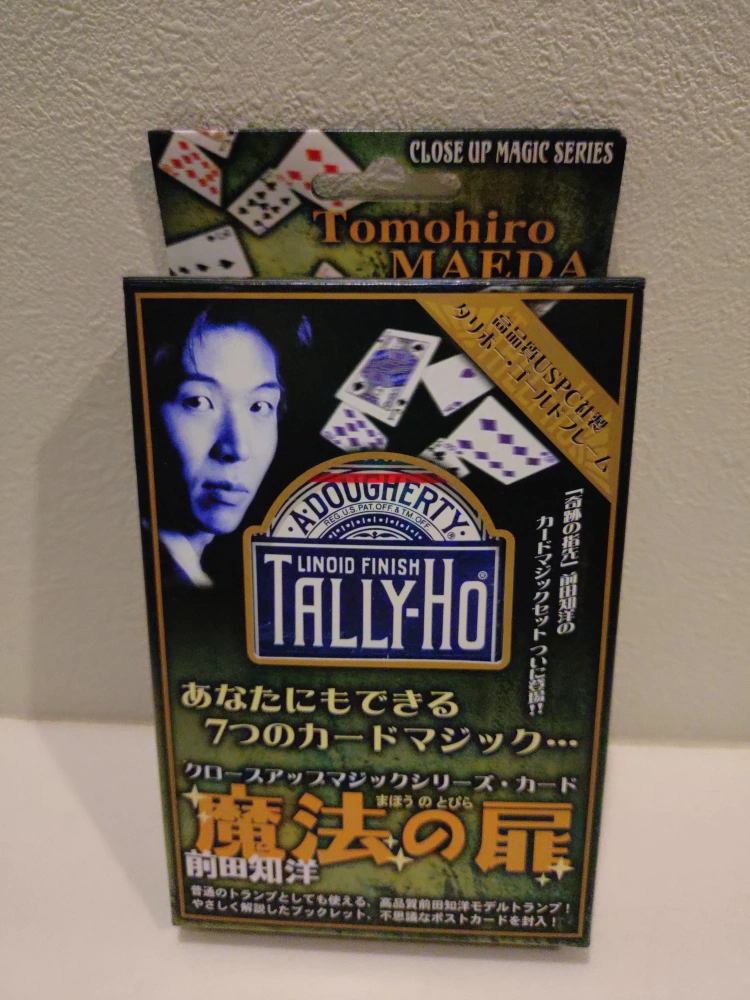 CLOSE UP MAGIC SERIES
Tomohiro
MAEDA
高品質USPC社製
タリホー・ゴールドフレーム
【奇跡の指先】前田知洋の
カードマジックセット ついに登場!!
·A·DOUGHERTY·
REG. U.S. PAT. OFF. & T.M. OFF.
LINOID FINISH
TALLY-HO®
あなたにもできる
7つのカードマジック…
クローズアップマジックシリーズ・カード
まほう の とびら
魔法の扉
前田知洋
普通のトランプとしても使える、高品質前田知洋モデルトランプ!
やさしく解説したブックレット、不思議なポストカードを封入!